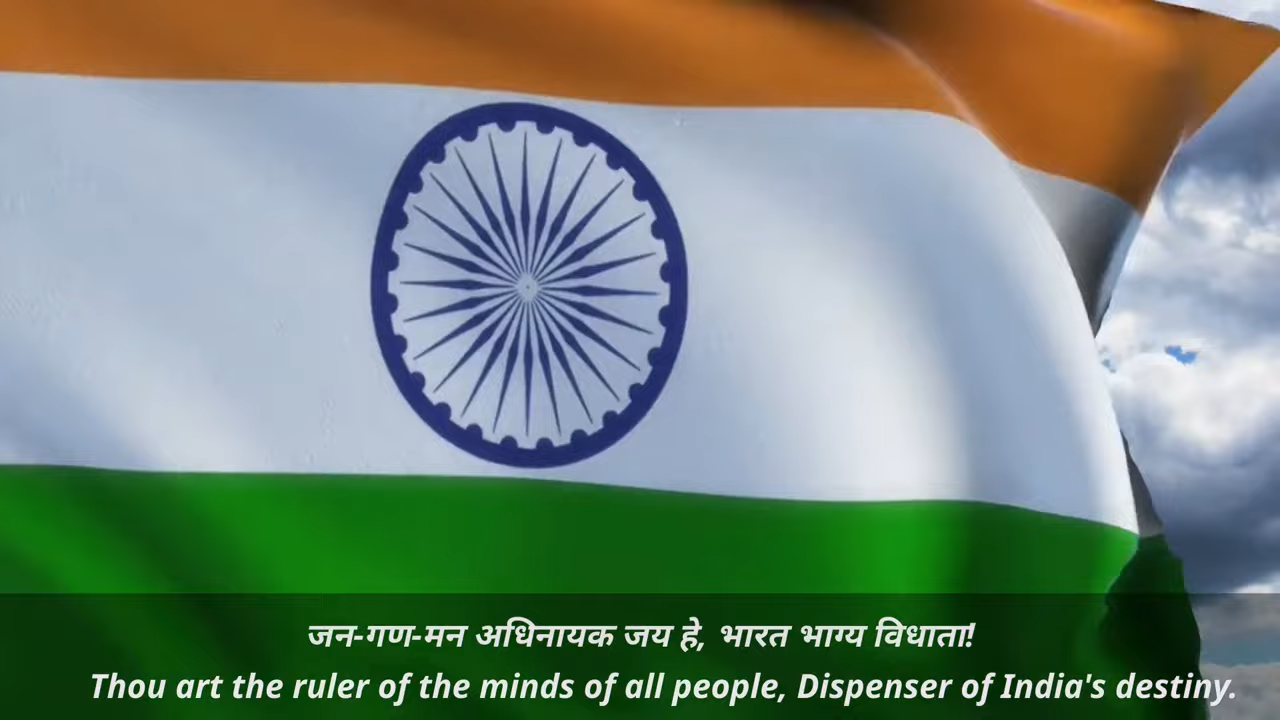 जन-गण-मन अधिनायक जय हे, भारत भाग्य विधाता!
Thou art the ruler of the minds of all people, Dispenser of India's destiny.